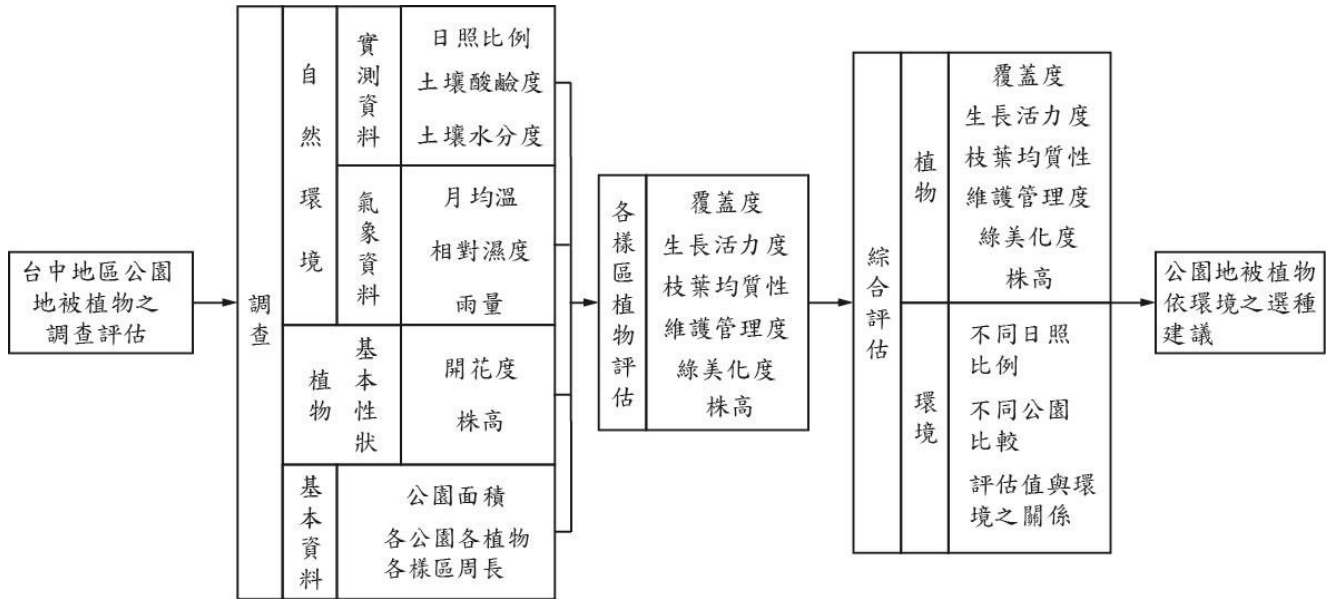 台中地區公園
地被植物之
調查評估
調查
自然環境
實測資料
日照比例
土壤酸鹼度
土壤水分度
氣象資料
月均溫
相對濕度
雨量
植物
基本性狀
開花度
株高
基本資料
公園面積
各公園各植物
各樣區周長
各樣區植物評估
覆蓋度
生長活力度
枝葉均質性
維護管理度
綠美化度
株高
綜合評估
植物
覆蓋度
生長活力度
枝葉均質性
維護管理度
綠美化度
株高
環境
不同日照
比例
不同公園
比較
評估值與環
境之關係
公園地被植物
依環境之選種
建議